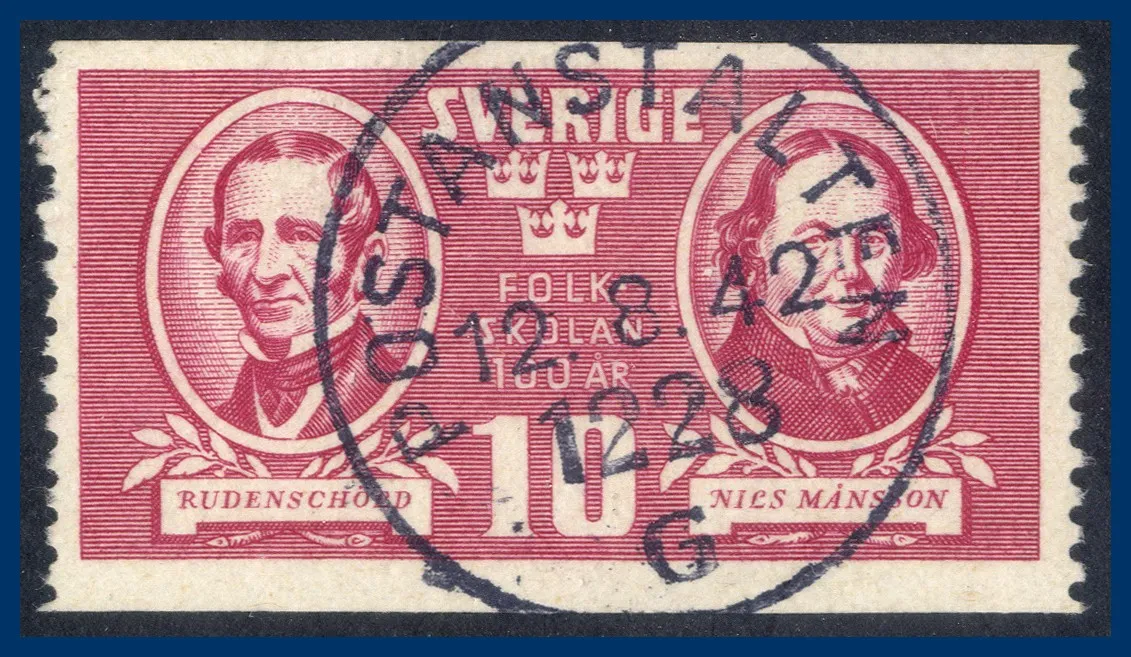 SVERIGE
FOLK-
SKOLAN
100 ÅR
10
RUDENSCHÖLD
NILS MÅNSSON
POSTANSTALTEN
12.8.42
1228
G